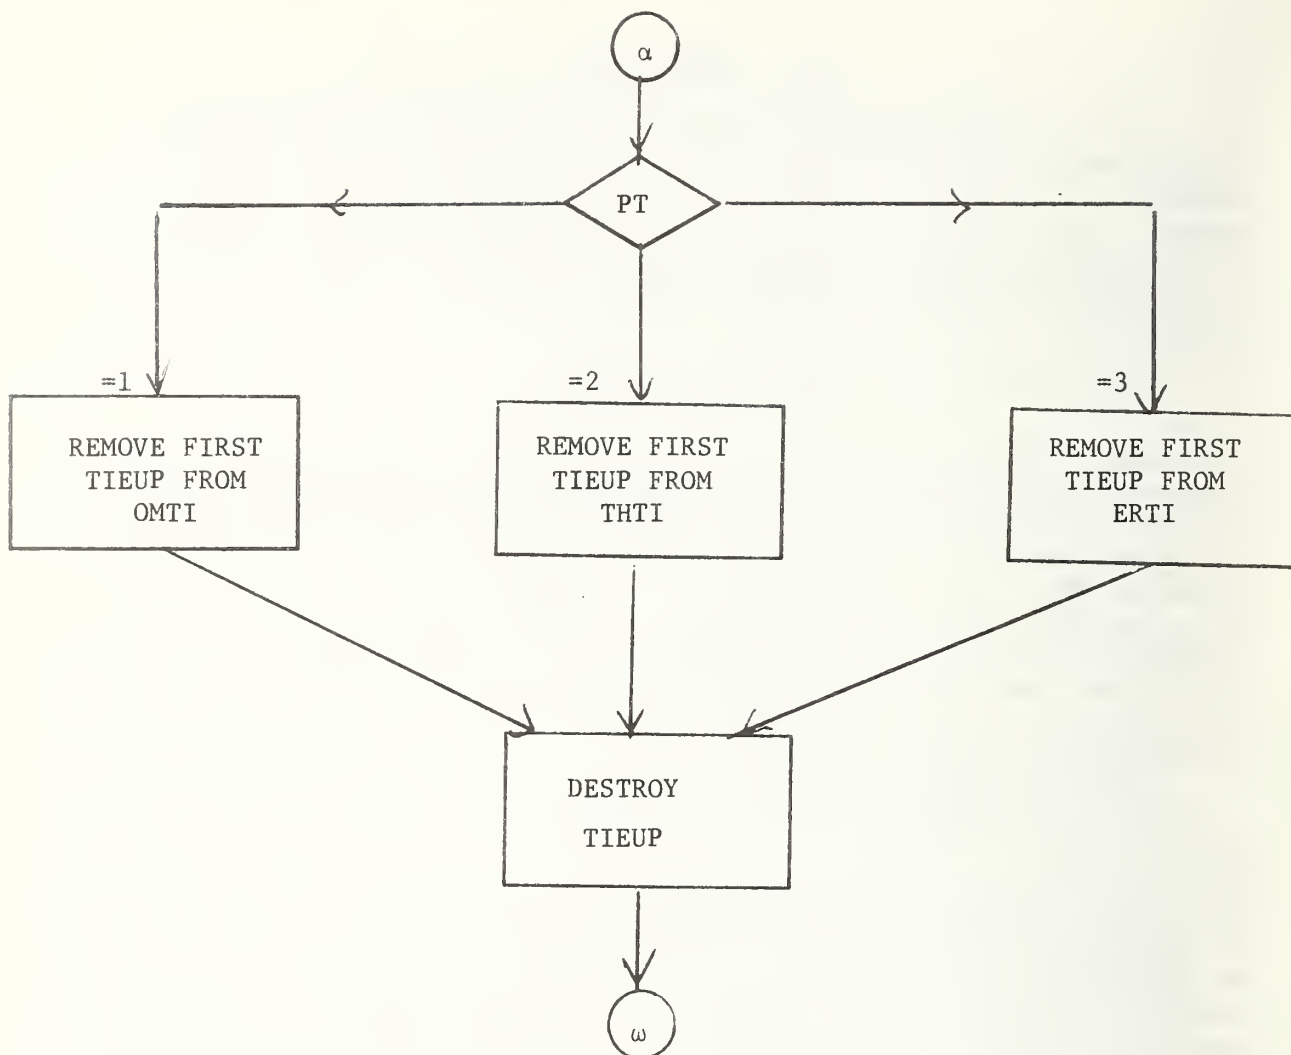 α
PT
=1
=2
=3
REMOVE FIRST
TIEUP FROM
OMTI
REMOVE FIRST
TIEUP FROM
THTI
REMOVE FIRST
TIEUP FROM
ERTI
DESTROY
TIEUP
ω